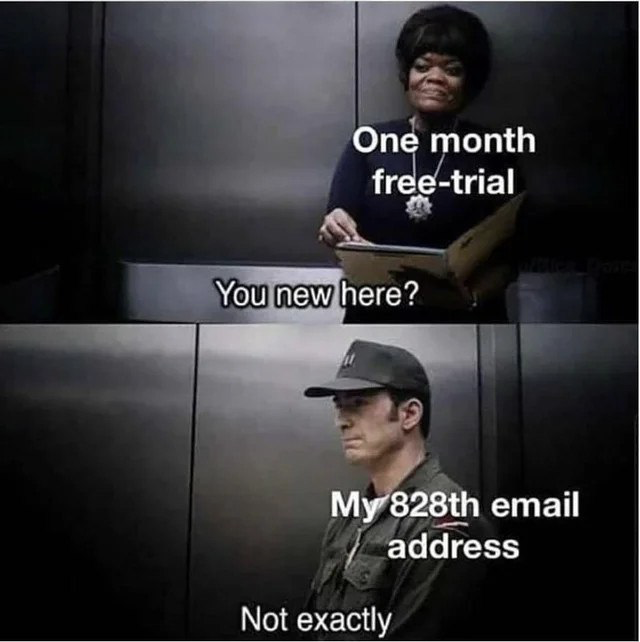 One month
free-trial
You new here?
My 828th email
address
Not exactly